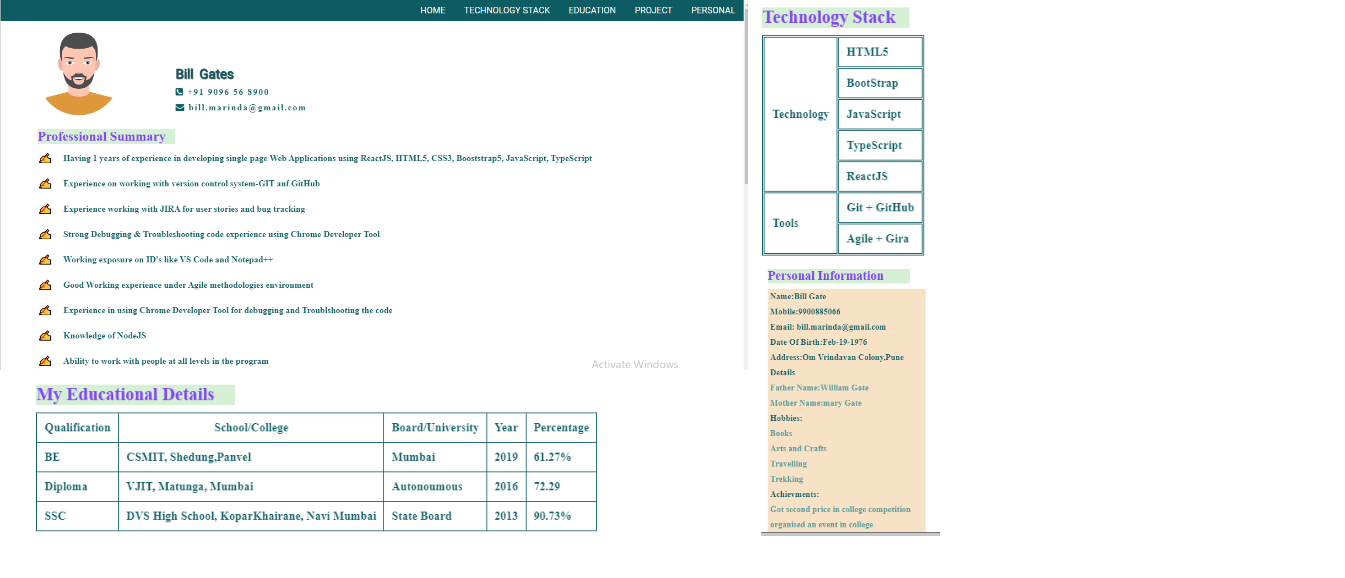 HOME TECHNOLOGY STACK EDUCATION PROJECT PERSONAL
Bill Gates
+91 9096 56 8900
bill.marinda@gmail.com
Professional Summary
Having 1 years of experience in developing single page Web Applications using ReactJS, HTML5, CSS3, Booststrap5, JavaScript, TypeScript
Experience on working with version control system-GIT anf GitHub
Experience working with JIRA for user stories and bug tracking
Strong Debugging & Troubleshooting code experience using Chrome Developer Tool
Working exposure on ID's like VS Code and Notepad++
Good Working experience under Agile methodologies environment
Experience in using Chrome Developer Tool for debugging and Troublshooting the code
Knowledge of NodeJS
Ability to work with people at all levels in the program
Activate Windows
My Educational Details
Qualification School/College Board/University Year Percentage
BE CSMIT, Shedung,Panvel Mumbai 2019 61.27%
Diploma VJIT, Matunga, Mumbai Autonoumous 2016 72.29
SSC DVS High School, KoparKhairane, Navi Mumbai State Board 2013 90.73%
Technology Stack
HTML5
BootStrap
Technology JavaScript
TypeScript
ReactJS
Git + GitHub
Tools
Agile + Gira
Personal Information
Name:Bill Gate
Mobile:9900885066
Email: bill.marinda@gmail.com
Date Of Birth:Feb-19-1976
Address:Om Vrindavan Colony,Pune
Details
Father Name:William Gate
Mother Name:mary Gate
Hobbies:
Books
Arts and Crafts
Travelling
Trekking
Achievments:
Got second price in college competition
organised an event in college